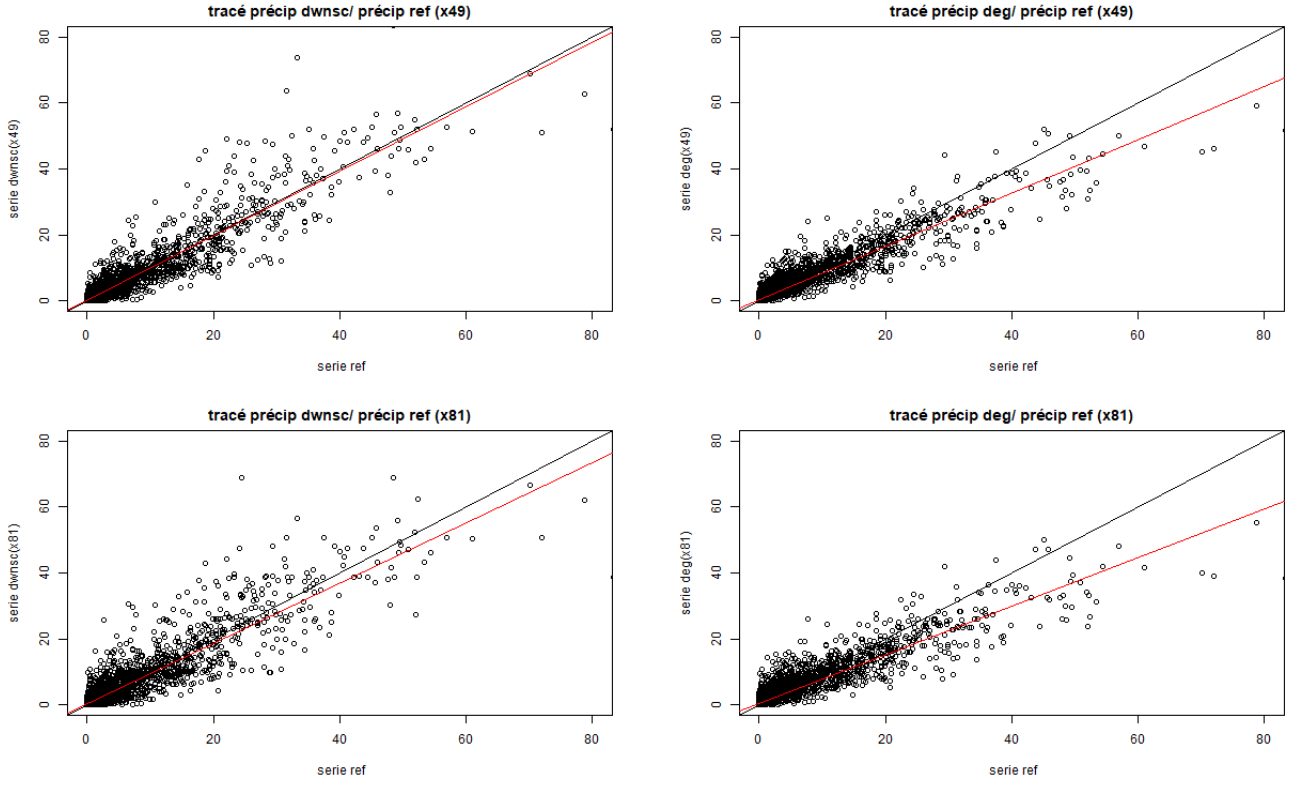 tracé précip dwnsc/ précip ref (x49)
serie dwnsc(x49)
80
60
40
20
0
0 20 40 60 80
serie ref
tracé précip deg/ précip ref (x49)
serie deg(x49)
80
60
40
20
0
0 20 40 60 80
serie ref
tracé précip dwnsc/ précip ref (x81)
serie dwnsc(x81)
80
60
40
20
0
0 20 40 60 80
serie ref
tracé précip deg/ précip ref (x81)
serie deg(x81)
80
60
40
20
0
0 20 40 60 80
serie ref